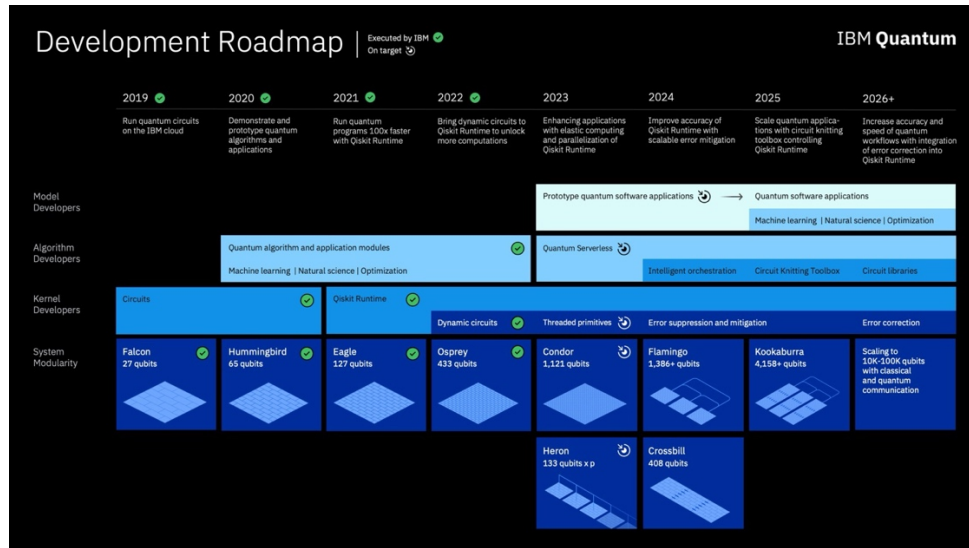 Development Roadmap
Executed by IBM
On target
IBM Quantum
2019
2020
2021
2022
2023
2024
2025
2026+
Run quantum circuits
on the IBM cloud
Demonstrate and
prototype quantum
algorithms and
applications
Run quantum
programs 100x faster
with Qiskit Runtime
Bring dynamic circuits to
Qiskit Runtime to unlock
more computations
Enhancing applications
with elastic computing
and parallelization of
Qiskit Runtime
Improve accuracy of
Qiskit Runtime with
scalable error mitigation
Scale quantum applica-
tions with circuit knitting
toolbox controlling
Qiskit Runtime
Increase accuracy and
speed of quantum
workflows with integration
of error correction into
Qiskit Runtime
Model
Developers
Prototype quantum software applications
Quantum software applications
Machine learning | Natural science | Optimization
Algorithm
Developers
Quantum algorithm and application modules
Machine learning | Natural science | Optimization
Quantum Serverless
Intelligent orchestration
Circuit Knitting Toolbox
Circuit libraries
Kernel
Developers
Circuits
Qiskit Runtime
Dynamic circuits
Threaded primitives
Error suppression and mitigation
Error correction
System
Modularity
Falcon
27 qubits
Hummingbird
65 qubits
Eagle
127 qubits
Osprey
433 qubits
Condor
1,121 qubits
Flamingo
1,386+ qubits
Kookaburra
4,158+ qubits
Scaling to
10K-100K qubits
with classical
and quantum
communication
Heron
133 qubits x p
Crossbill
408 qubits